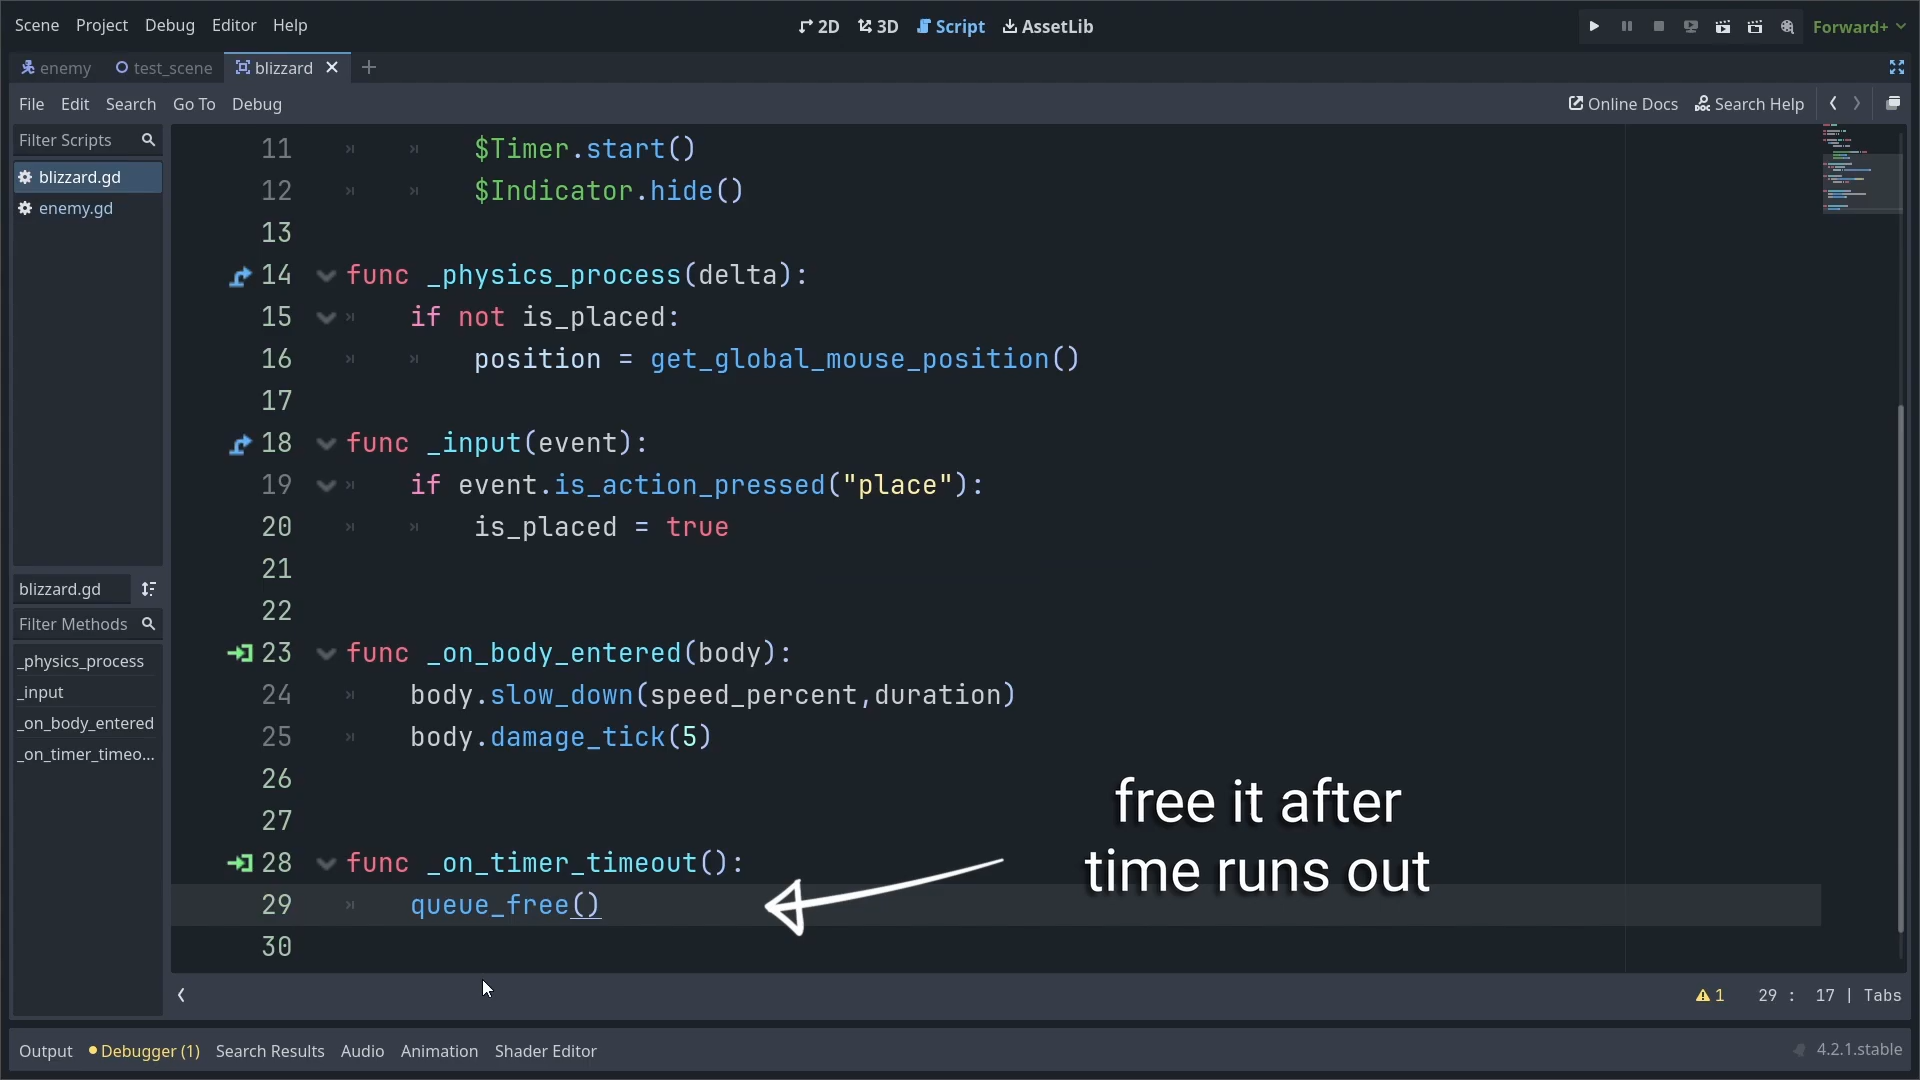 Scene Project Debug Editor Help
2D 3D Script AssetLib
Forward+
enemy test_scene blizzard
File Edit Search Go To Debug
Online Docs Search Help
Filter Scripts
blizzard.gd
enemy.gd
blizzard.gd
Filter Methods
_physics_process
_input
_on_body_entered
_on_timer_timeo...
11 $Timer.start()
12 $Indicator.hide()
13
14 func _physics_process(delta):
15 if not is_placed:
16 position = get_global_mouse_position()
17
18 func _input(event):
19 if event.is_action_pressed("place"):
20 is_placed = true
21
22
23 func _on_body_entered(body):
24 body.slow_down(speed_percent,duration)
25 body.damage_tick(5)
26
27
28 func _on_timer_timeout():
29 queue_free()
30
free it after
time runs out
1 29 : 17 | Tabs
Output Debugger (1) Search Results Audio Animation Shader Editor
4.2.1.stable